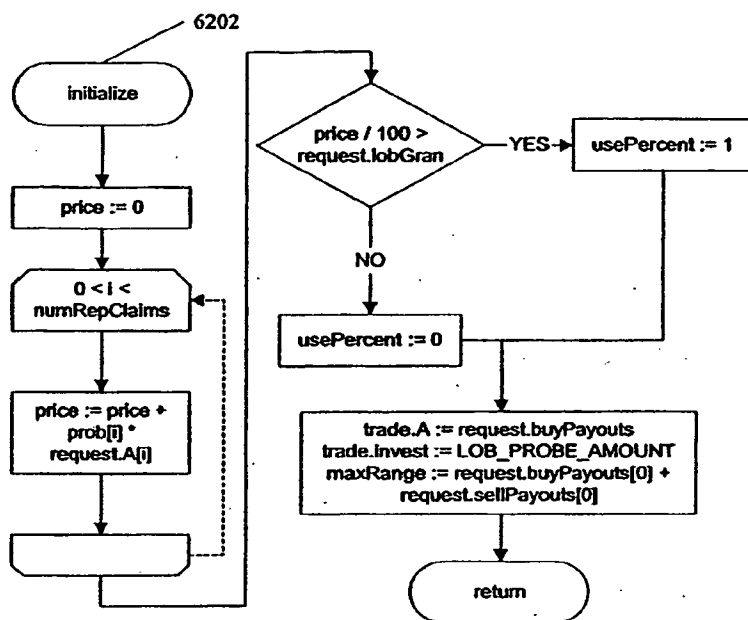 6202
initialize
price := 0
0 < i <
numRepClaims
price := price +
prob[i] *
request.A[i]
price / 100 >
request.lobGran
YES
usePercent := 1
NO
usePercent := 0
trade.A := request.buyPayouts
trade.invest := LOB_PROBE_AMOUNT
maxRange := request.buyPayouts[0] +
request.sellPayouts[0]
return